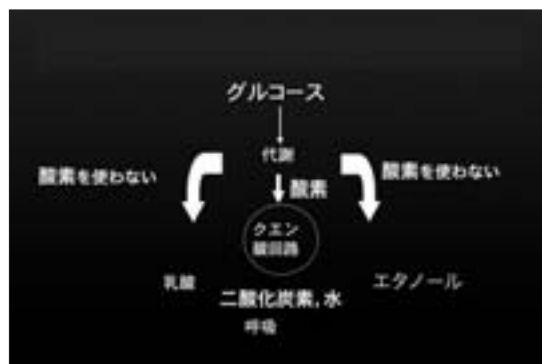 グルコース
代謝
酸素を使わない
酸素
酸素を使わない
クエン
酸回路
乳酸
二酸化炭素,水
エタノール
呼吸